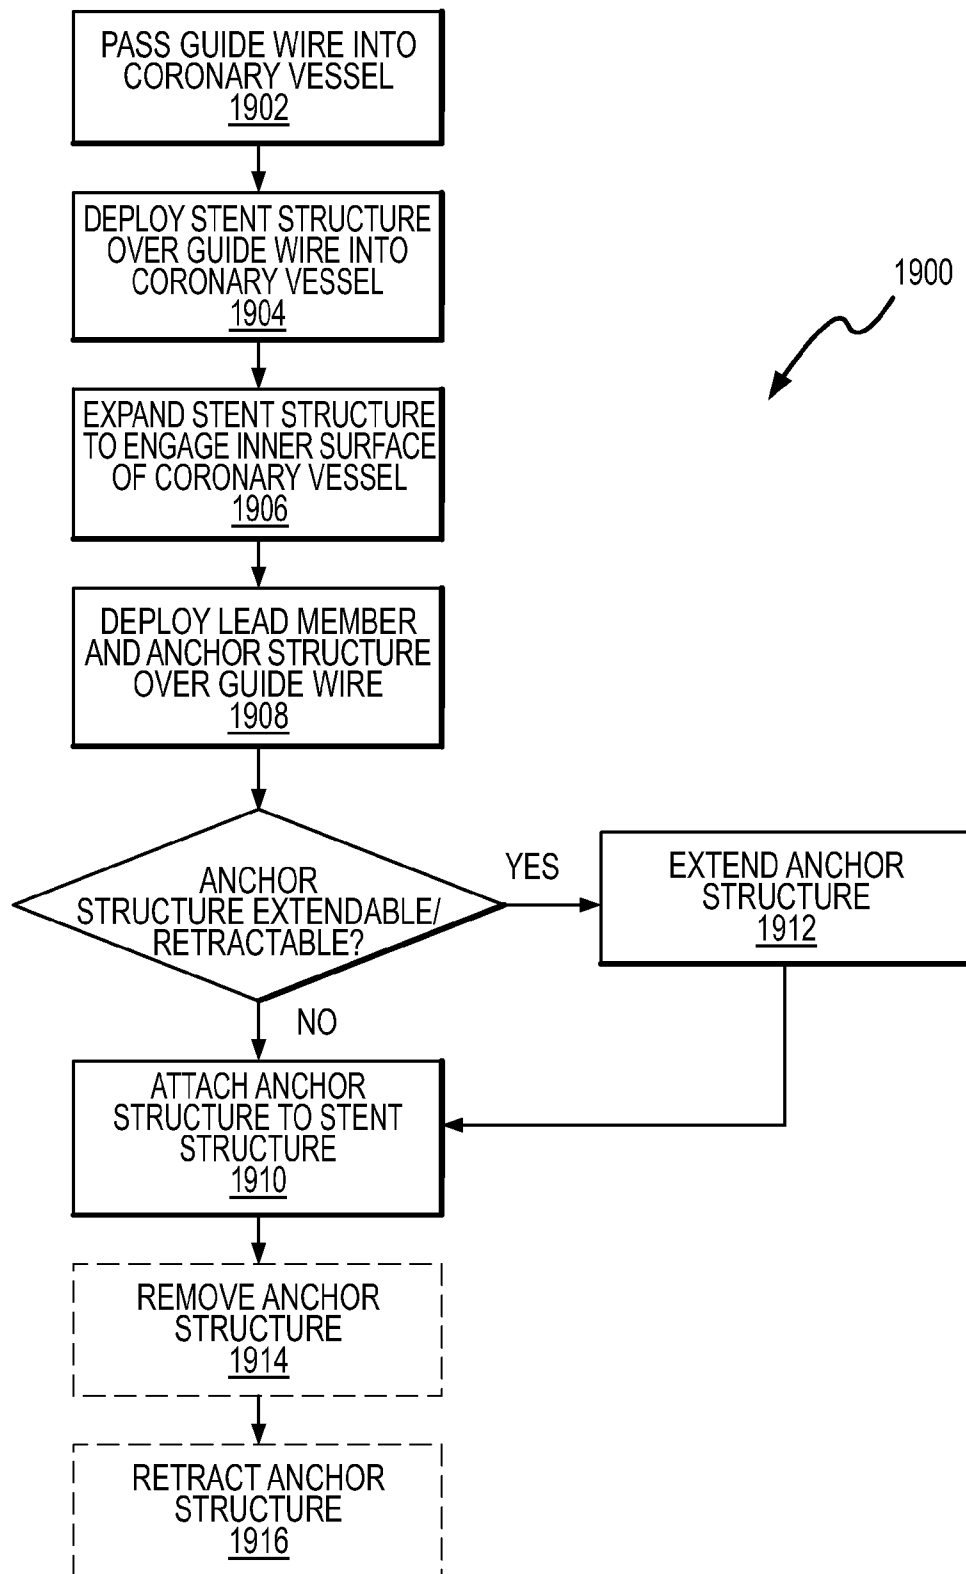 PASS GUIDE WIRE INTO
CORONARY VESSEL
1902
DEPLOY STENT STRUCTURE
OVER GUIDE WIRE INTO
CORONARY VESSEL
1904
1900
EXPAND STENT STRUCTURE
TO ENGAGE INNER SURFACE
OF CORONARY VESSEL
1906
DEPLOY LEAD MEMBER
AND ANCHOR STRUCTURE
OVER GUIDE WIRE
1908
ANCHOR
STRUCTURE EXTENDABLE/
RETRACTABLE?
YES
EXTEND ANCHOR
STRUCTURE
1912
NO
ATTACH ANCHOR
STRUCTURE TO STENT
STRUCTURE
1910
REMOVE ANCHOR
STRUCTURE
1914
RETRACT ANCHOR
STRUCTURE
1916